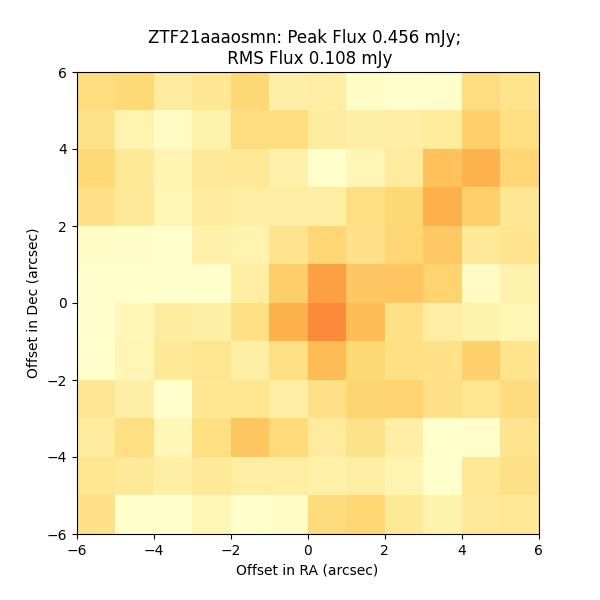 ZTF21aaaosmn: Peak Flux 0.456 mJy;
RMS Flux 0.108 mJy
6
4
2
0
−2
−4
−6
Offset in Dec (arcsec)
−6 −4 −2 0 2 4 6
Offset in RA (arcsec)